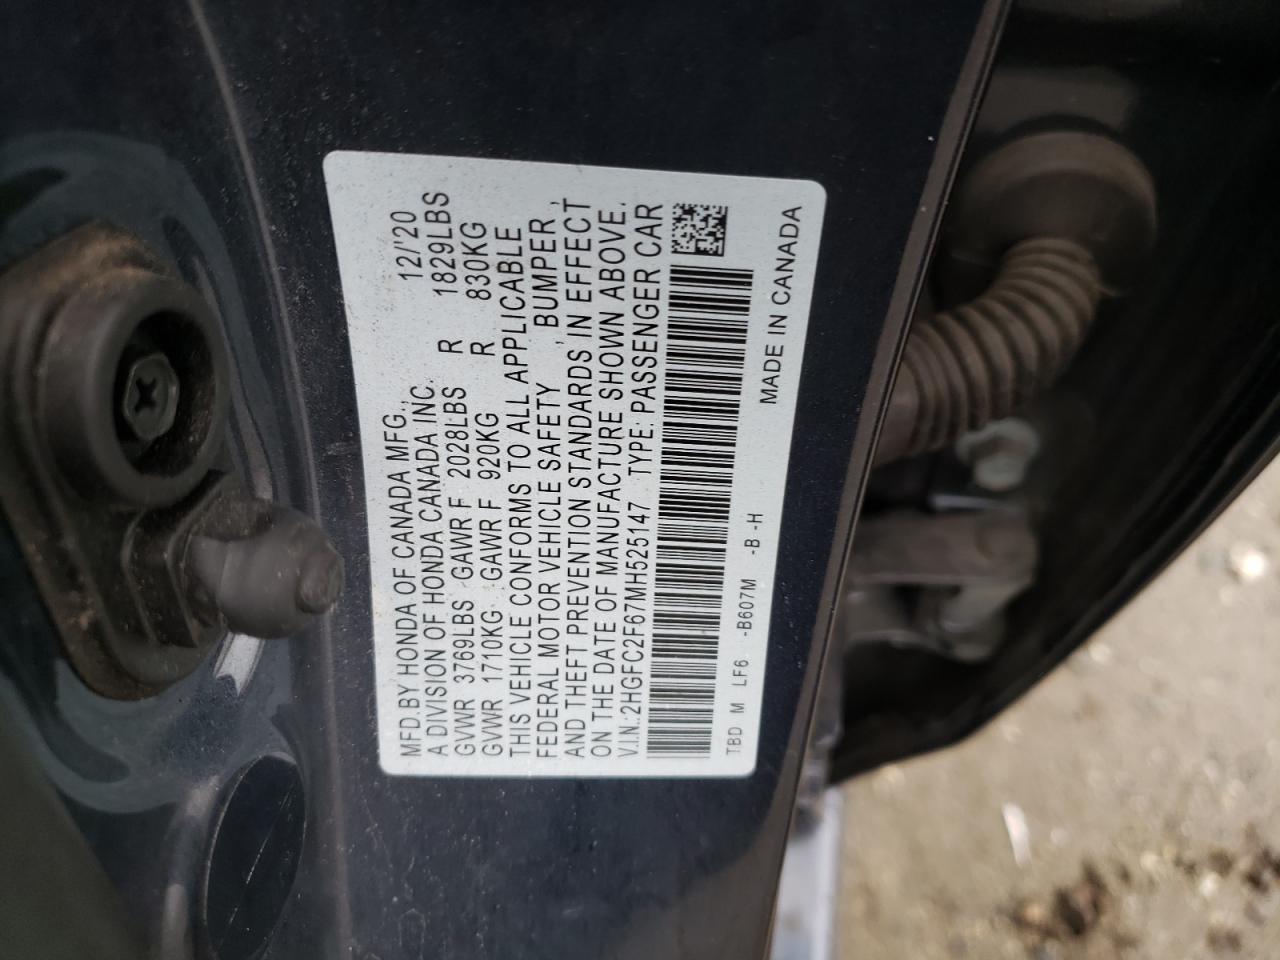 MFD.BY HONDA OF CANADA MFG., 12/'20
A DIVISION OF HONDA CANADA INC.
GVWR 3769LBS GAWR F 2028LBS R 1829LBS
GVWR 1710KG GAWR F 920KG R 830KG
THIS VEHICLE CONFORMS TO ALL APPLICABLE
FEDERAL MOTOR VEHICLE SAFETY , BUMPER ,
AND THEFT PREVENTION STANDARDS IN EFFECT
ON THE DATE OF MANUFACTURE SHOWN ABOVE.
V.I.N.:2HGFC2F67MH525147 TYPE: PASSENGER CAR
TBD M LF6 -B607M -B -H
MADE IN CANADA